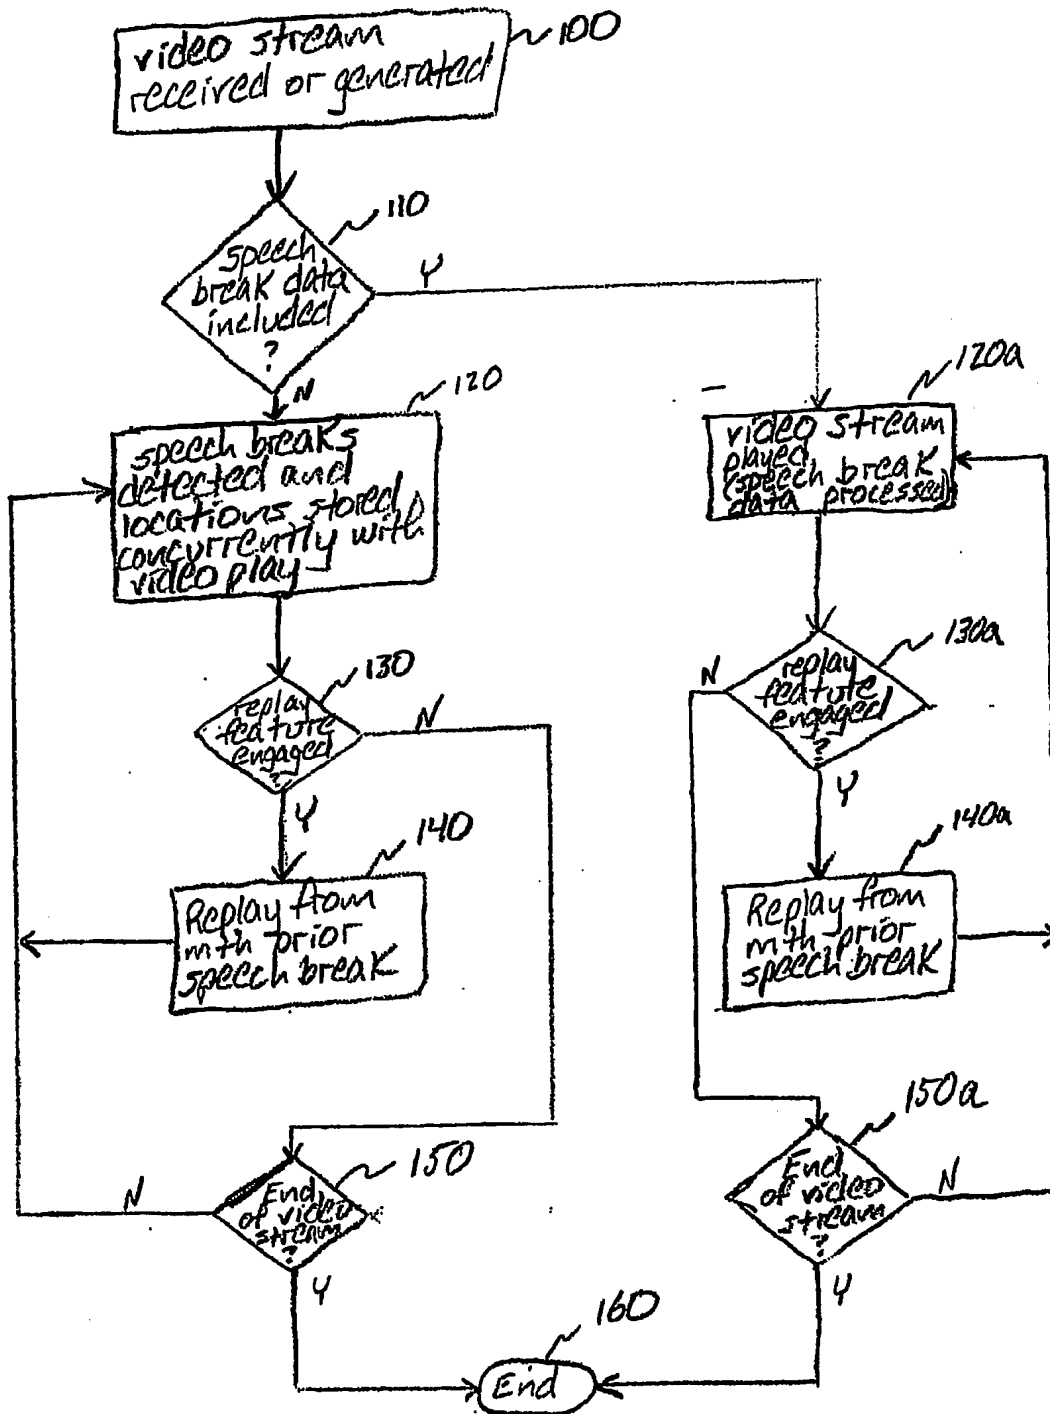 video stream
received or generated
100
110
speech
break data
included
?
Y
N
120
speech breaks
detected and
locations stored,
concurrently with
video play
130
replay
feature
engaged
?
N
Y
140
Replay from
mth prior
speech break
150
End
of video
stream
?
N
Y
120a
video stream
played
(speech break
data processed)
130a
replay
feature
engaged
?
N
Y
140a
Replay from
mth prior
speech break
150a
End
of video
stream
?
N
Y
160
End